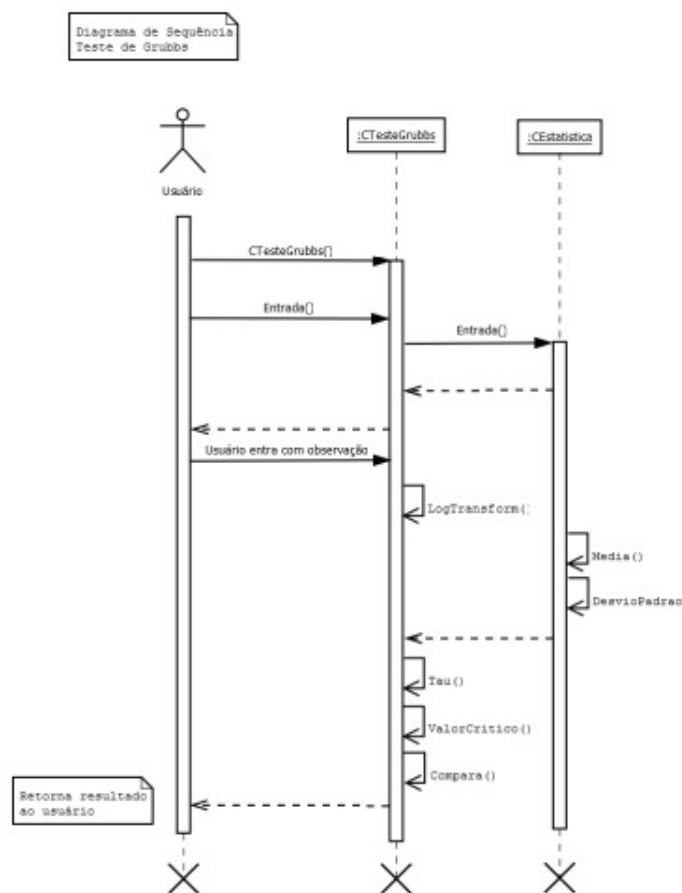 Diagrama de Sequência
Teste de Grubbs
:CTesteGrubbs
:CEstatistica
Usuário
CTesteGrubbs()
Entrada()
Entrada()
Usuário entra com observação
LogTransform()
Media()
DesvioPadrao
Tau()
ValorCritico()
Compara()
Retorna resultado
ao usuário